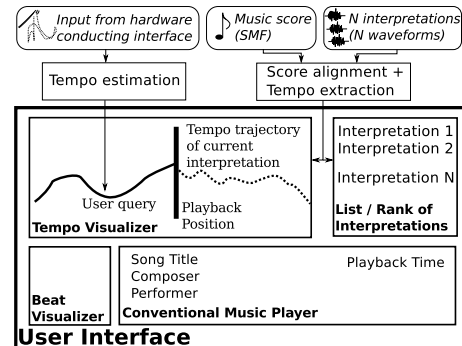 Input from hardware
conducting interface
Music score
(SMF)
N interpretations
(N waveforms)
Tempo estimation
Score alignment +
Tempo extraction
Tempo trajectory
of current
interpretation
User query
Playback
Position
Tempo Visualizer
Interpretation 1
Interpretation 2
Interpretation N
List / Rank of
Interpretations
Beat
Visualizer
Song Title
Composer
Performer
Playback Time
Conventional Music Player
User Interface